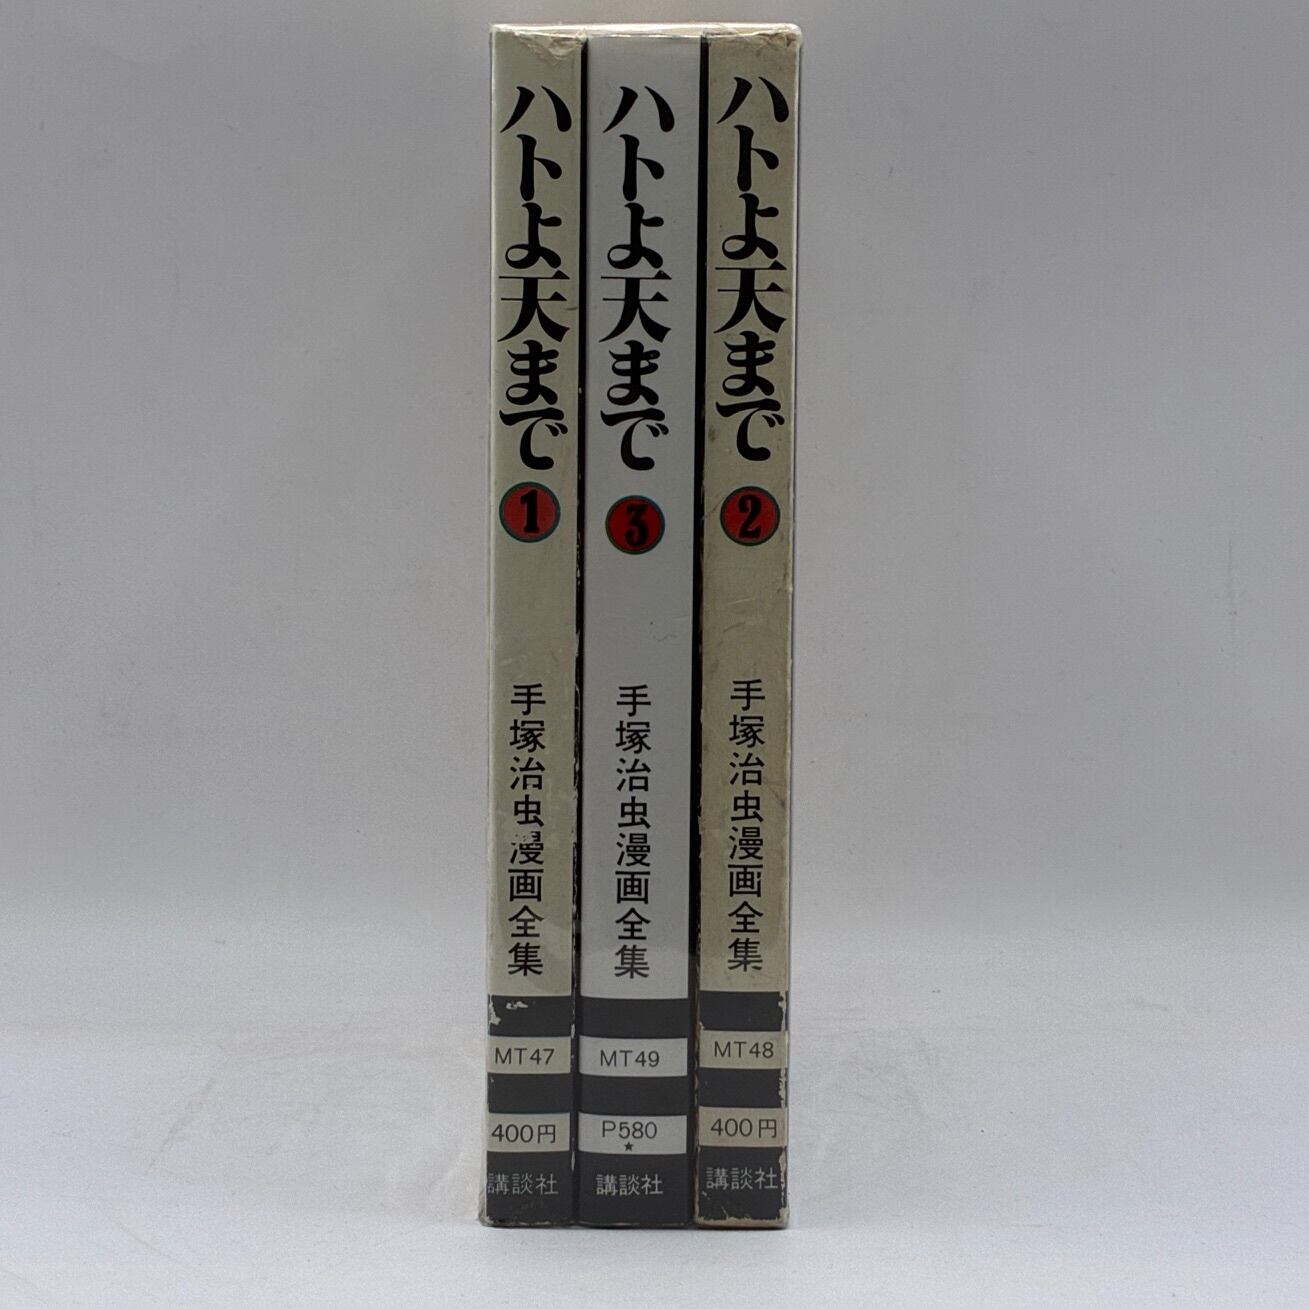 ハトよ天まで
1
手塚治虫漫画全集
MT47
400円
講談社
ハトよ天まで
3
手塚治虫漫画全集
MT49
P580
★
講談社
ハトよ天まで
2
手塚治虫漫画全集
MT48
400円
講談社